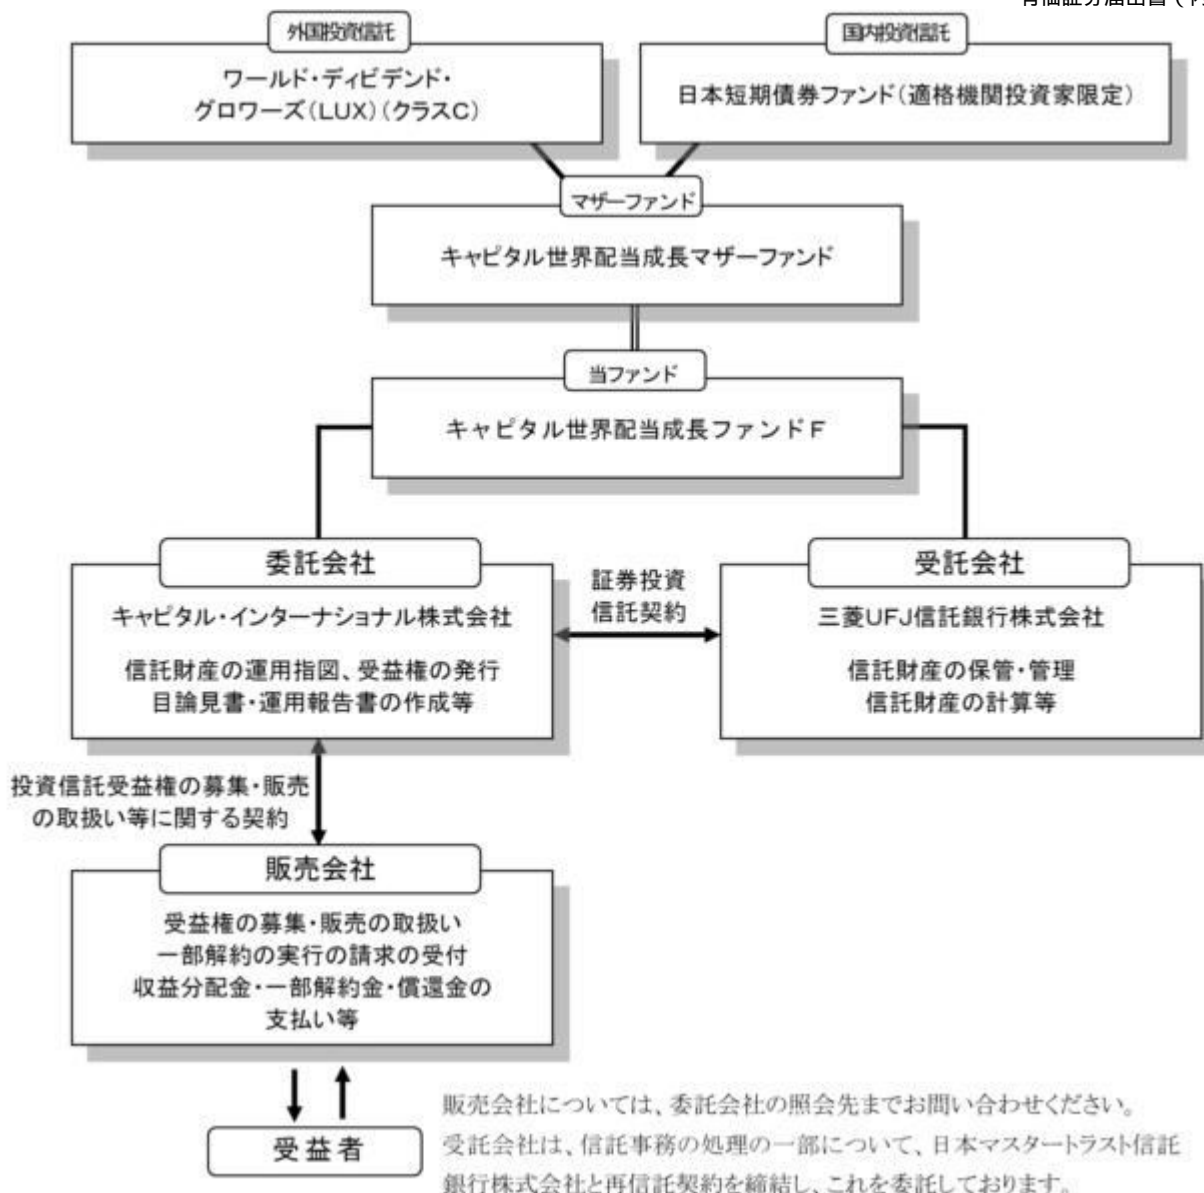 外国投資信託
ワールド・ディビデンド・
グロワーズ(LUX)(クラスC)
国内投資信託
日本短期債券ファンド(適格機関投資家限定)
マザーファンド
キャピタル世界配当成長マザーファンド
当ファンド
キャピタル世界配当成長ファンドF
委託会社
キャピタル・インターナショナル株式会社
信託財産の運用指図、受益権の発行
目論見書・運用報告書の作成等
証券投資
信託契約
受託会社
三菱UFJ信託銀行株式会社
信託財産の保管・管理
信託財産の計算等
投資信託受益権の募集・販売
の取扱い等に関する契約
販売会社
受益権の募集・販売の取扱い
一部解約の実行の請求の受付
収益分配金・一部解約金・償還金の
支払い等
受益者
販売会社については、委託会社の照会先までお問い合わせください。
受託会社は、信託事務の処理の一部について、日本マスタートラスト信託
銀行株式会社と再信託契約を締結し、これを委託しております。